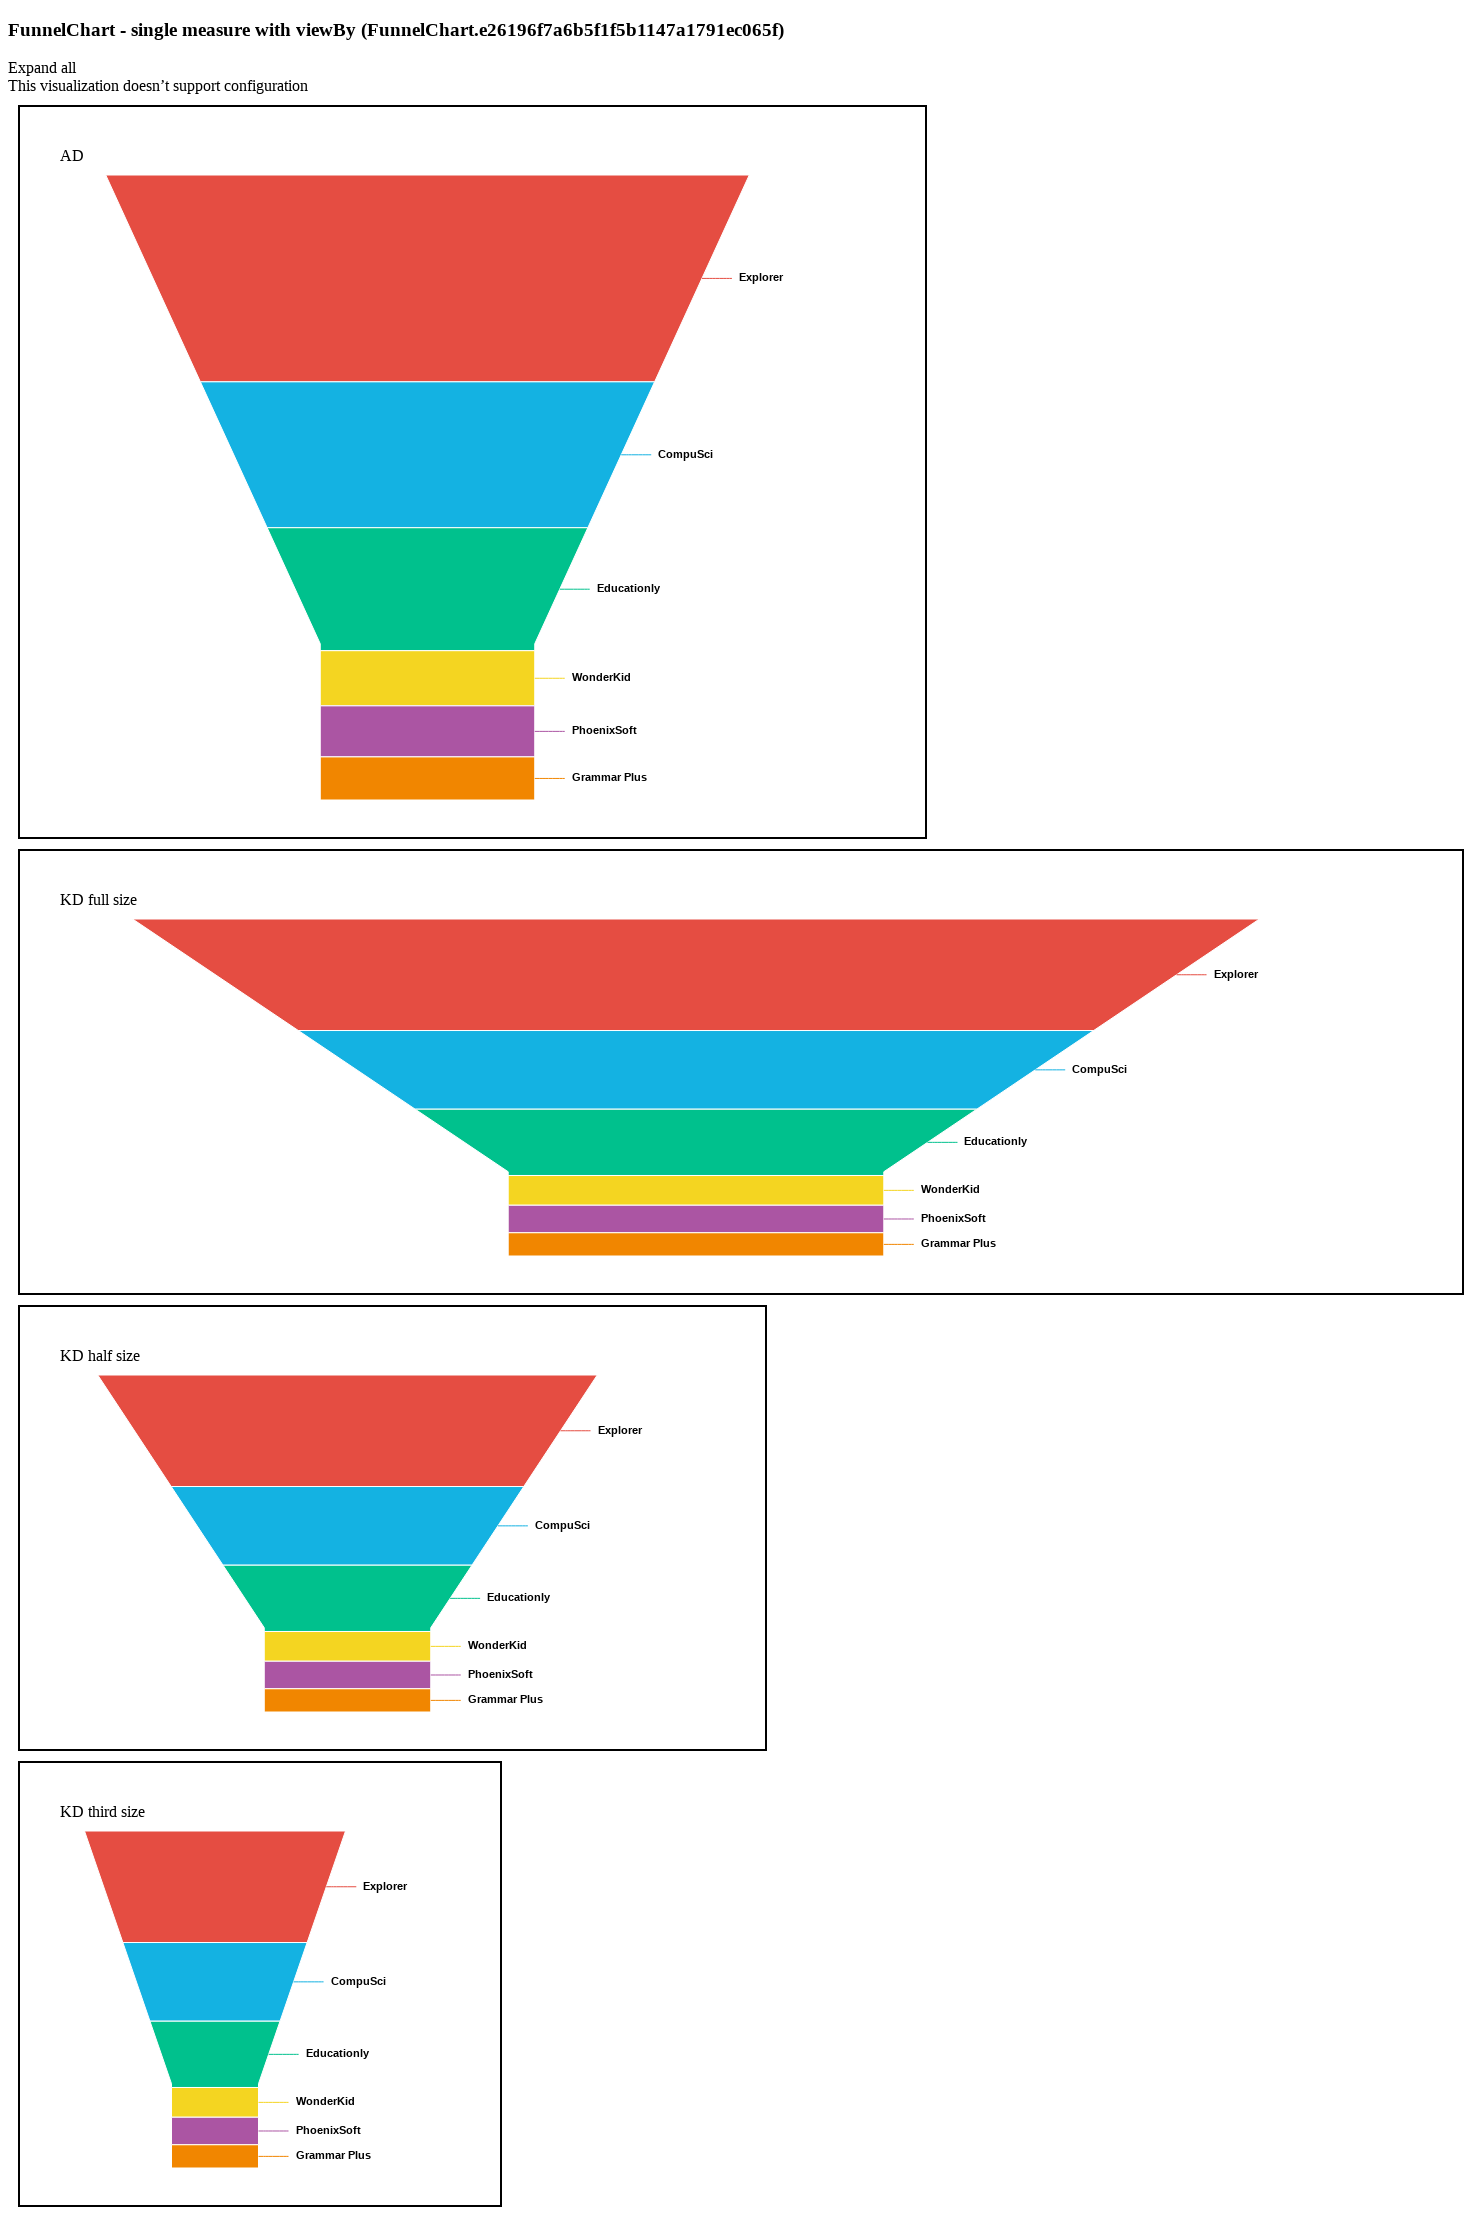 FunnelChart - single measure with viewBy (FunnelChart.e26196f7a6b5f1f5b1147a1791ec065f)
Expand all
This visualization doesn’t support configuration
AD
Explorer
CompuSci
Educationly
WonderKid
PhoenixSoft
Grammar Plus
KD full size
Explorer
CompuSci
Educationly
WonderKid
PhoenixSoft
Grammar Plus
KD half size
Explorer
CompuSci
Educationly
WonderKid
PhoenixSoft
Grammar Plus
KD third size
Explorer
CompuSci
Educationly
WonderKid
PhoenixSoft
Grammar Plus